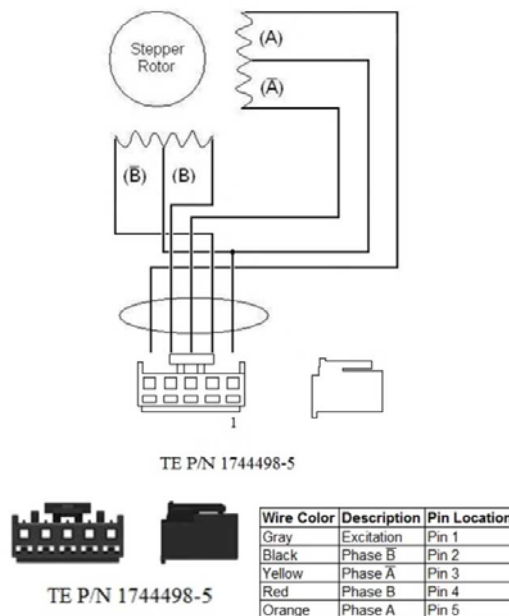 Stepper
Rotor
(A)
(A̅)
(B̅)
(B)
1
TE P/N 1744498-5
TE P/N 1744498-5
Wire Color Description Pin Location
Gray Excitation Pin 1
Black Phase B̅ Pin 2
Yellow Phase A̅ Pin 3
Red Phase B Pin 4
Orange Phase A Pin 5